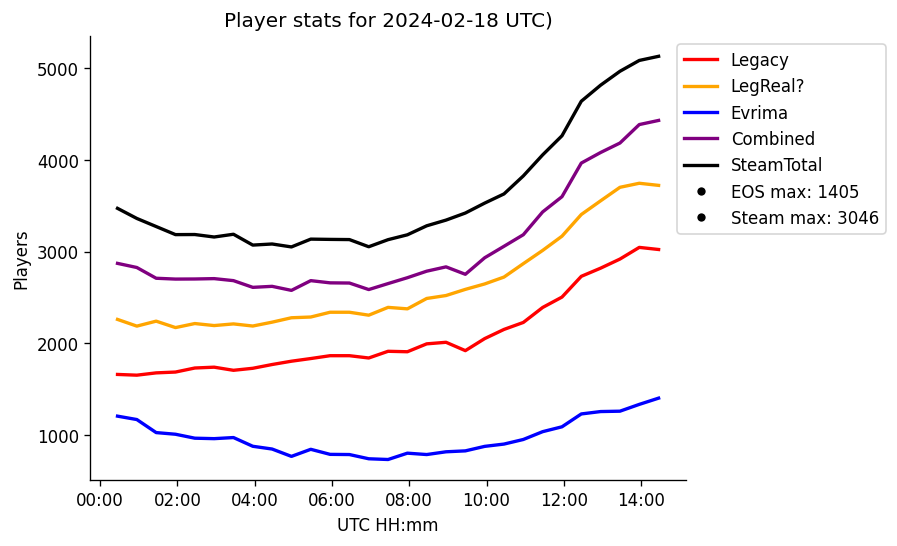 Player stats for 2024-02-18 UTC)
5000
4000
3000
2000
1000
Players
00:00 02:00 04:00 06:00 08:00 10:00 12:00 14:00
UTC HH:mm
Legacy
LegReal?
Evrima
Combined
SteamTotal
EOS max: 1405
Steam max: 3046